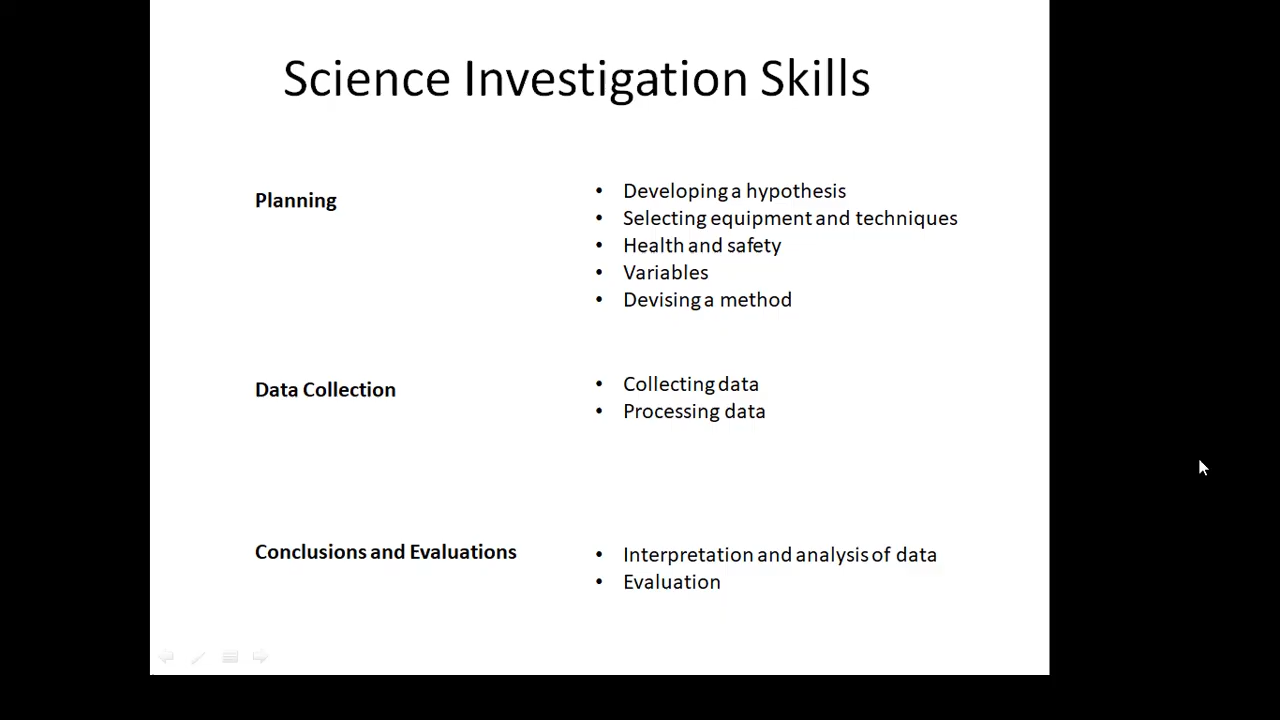 Science Investigation Skills
Planning
• Developing a hypothesis
• Selecting equipment and techniques
• Health and safety
• Variables
• Devising a method
Data Collection
• Collecting data
• Processing data
Conclusions and Evaluations
• Interpretation and analysis of data
• Evaluation